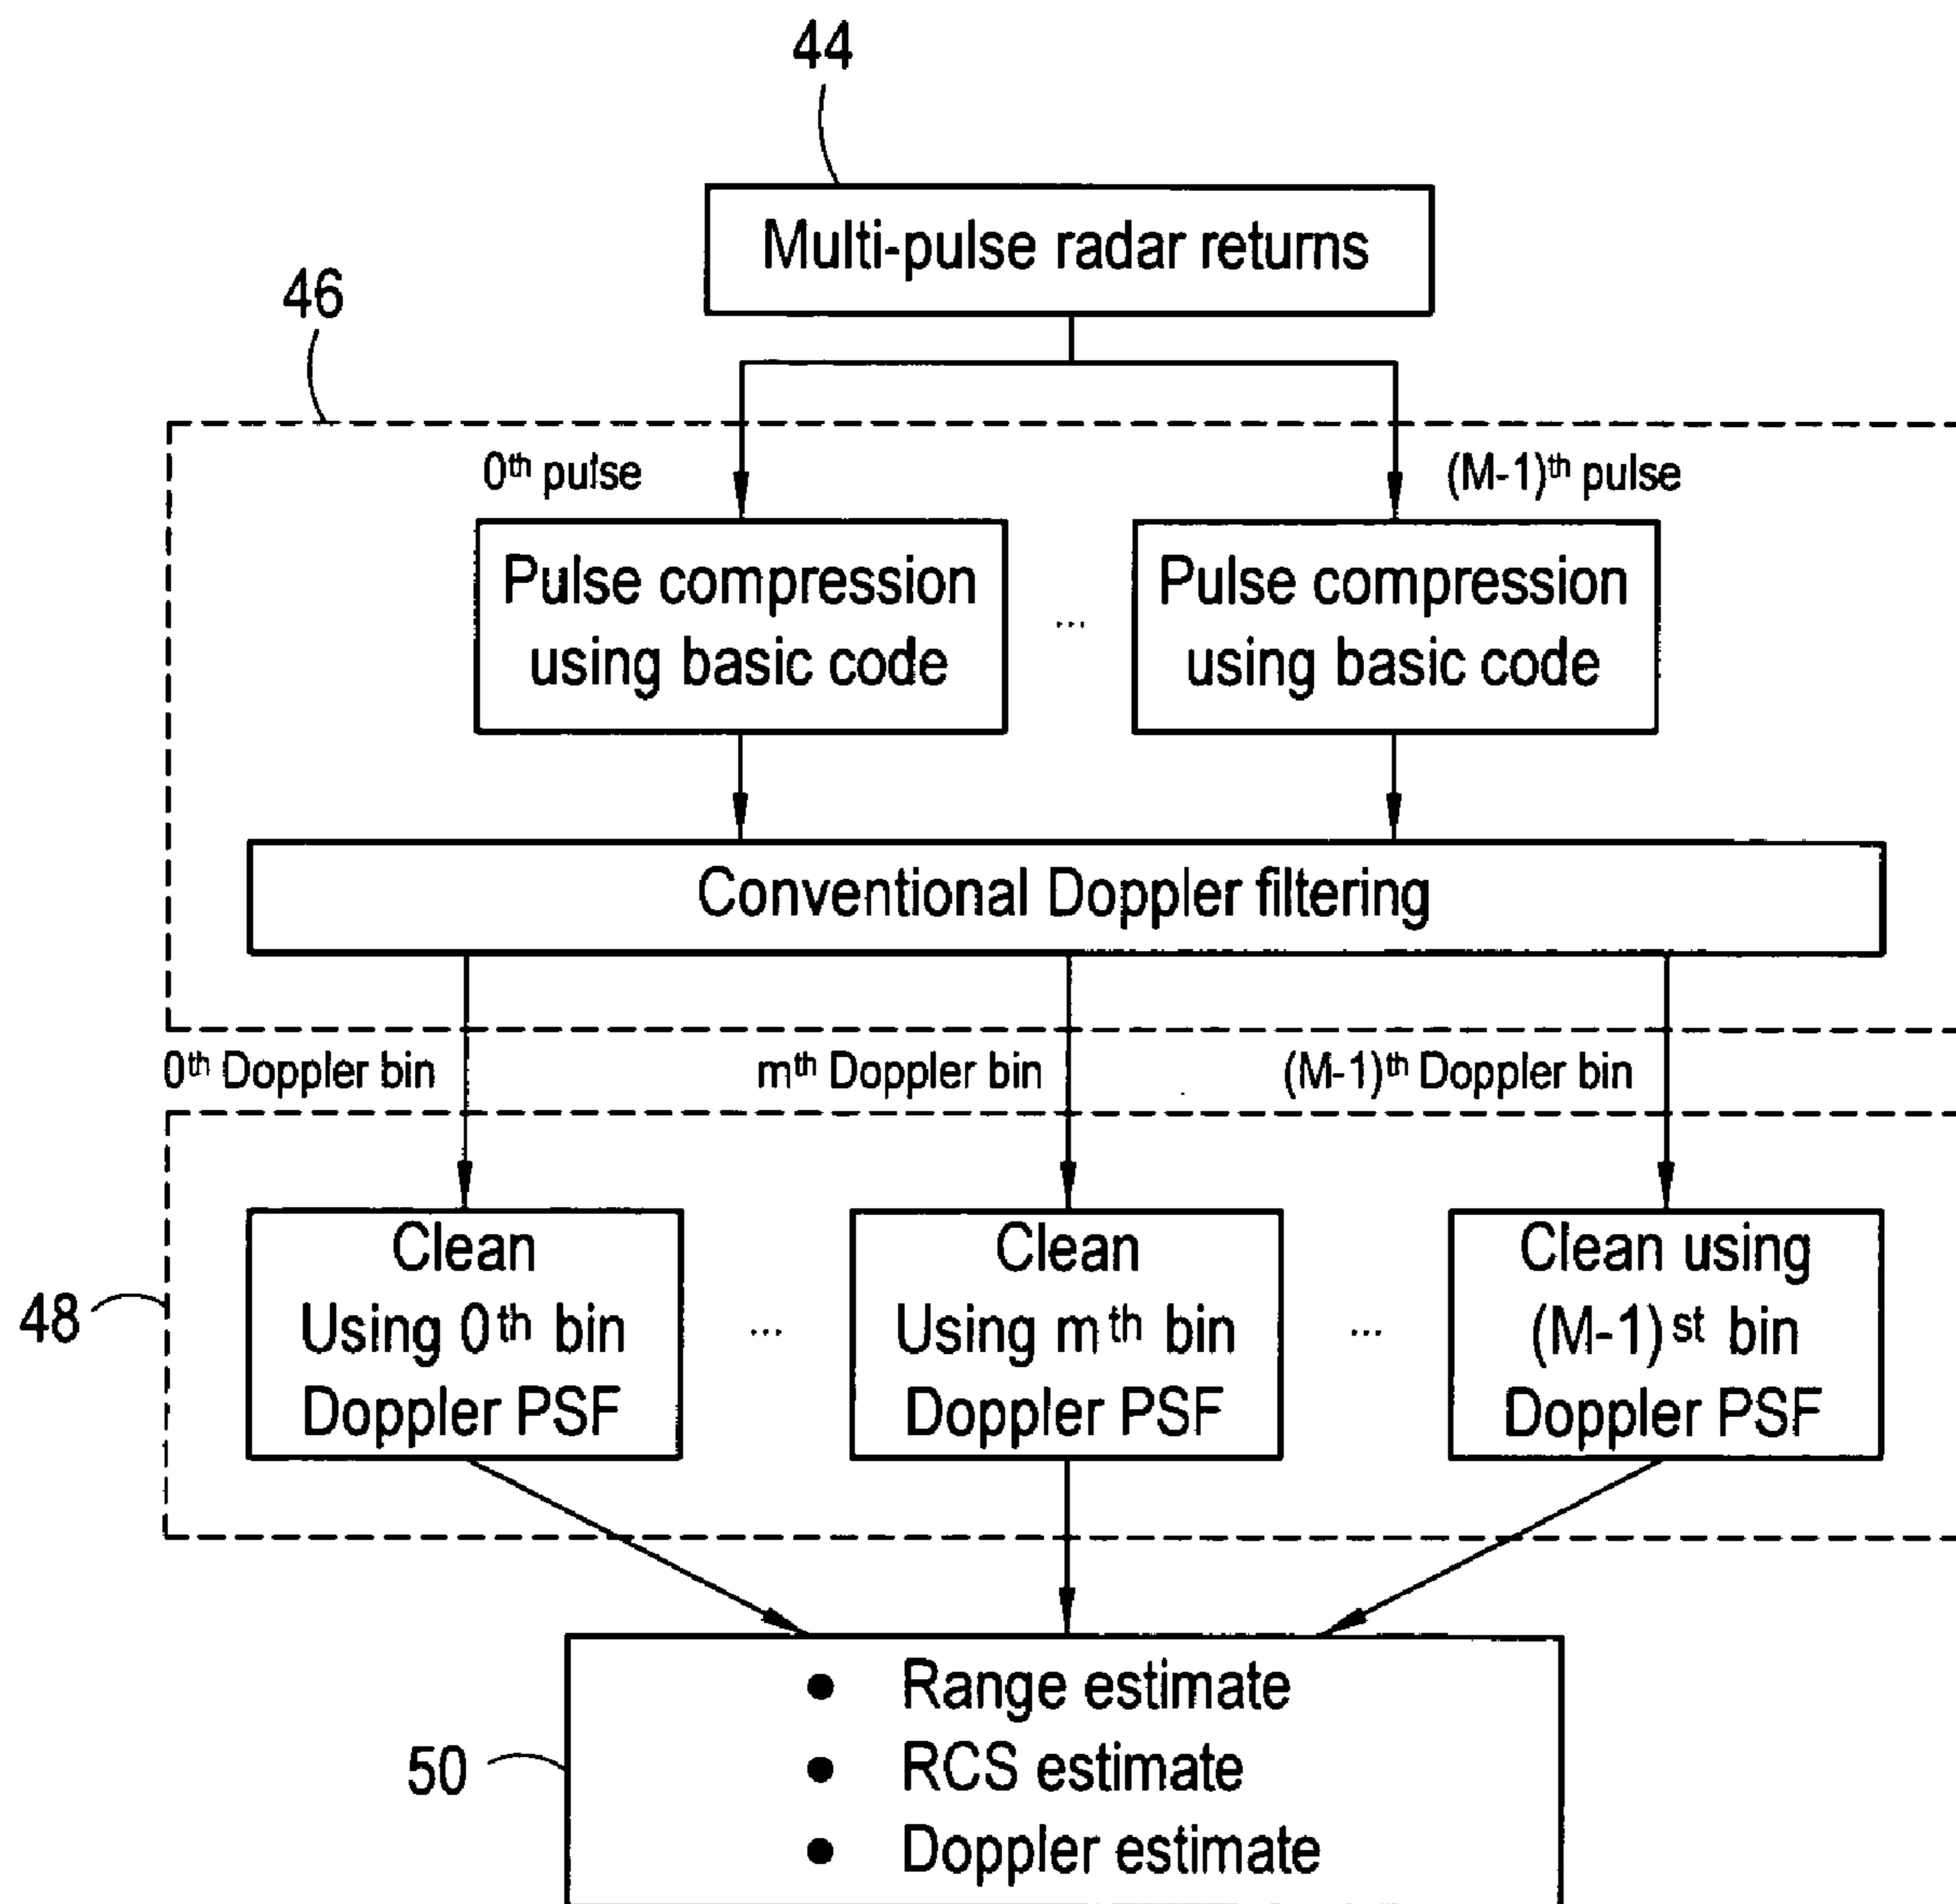 44
Multi-pulse radar returns
46
0th pulse
(M-1)th pulse
Pulse compression
using basic code
...
Pulse compression
using basic code
Conventional Doppler filtering
0th Doppler bin
mth Doppler bin
(M-1)th Doppler bin
48
Clean
Using 0th bin
Doppler PSF
...
Clean
Using mth bin
Doppler PSF
...
Clean using
(M-1)st bin
Doppler PSF
50
● Range estimate
● RCS estimate
● Doppler estimate